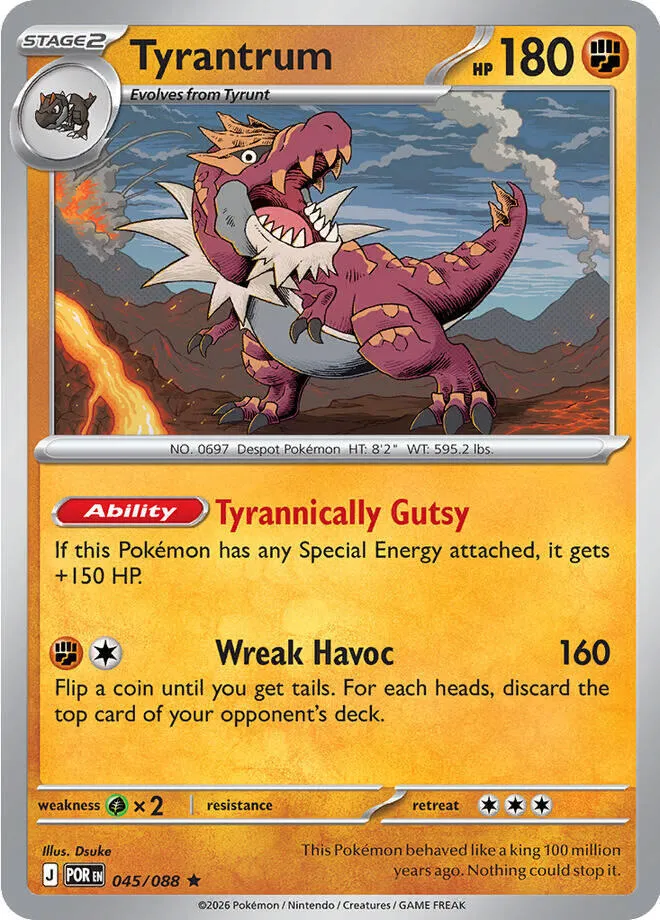 STAGE2
Tyrantrum
HP 180
Evolves from Tyrunt
NO. 0697 Despot Pokémon HT: 8'2" WT: 595.2 lbs.
Ability Tyrannically Gutsy
If this Pokémon has any Special Energy attached, it gets
+150 HP.
Wreak Havoc 160
Flip a coin until you get tails. For each heads, discard the
top card of your opponent's deck.
weakness ×2 resistance retreat
Illus. Dsuke
This Pokémon behaved like a king 100 million
years ago. Nothing could stop it.
J POR EN 045/088 ★
©2026 Pokémon / Nintendo / Creatures / GAME FREAK